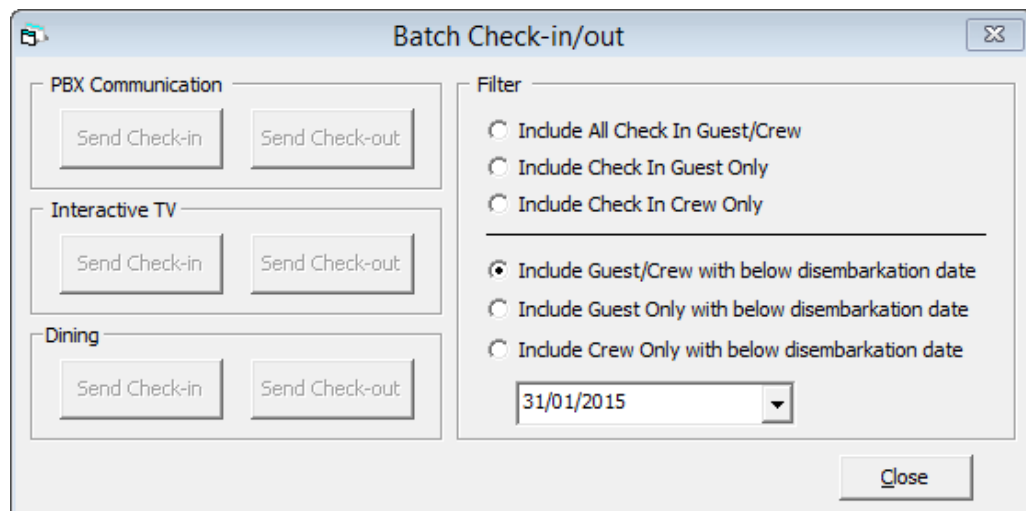 Batch Check-in/out
PBX Communication
Send Check-in
Send Check-out
Interactive TV
Send Check-in
Send Check-out
Dining
Send Check-in
Send Check-out
Filter
Include All Check In Guest/Crew
Include Check In Guest Only
Include Check In Crew Only
Include Guest/Crew with below disembarkation date
Include Guest Only with below disembarkation date
Include Crew Only with below disembarkation date
31/01/2015
Close